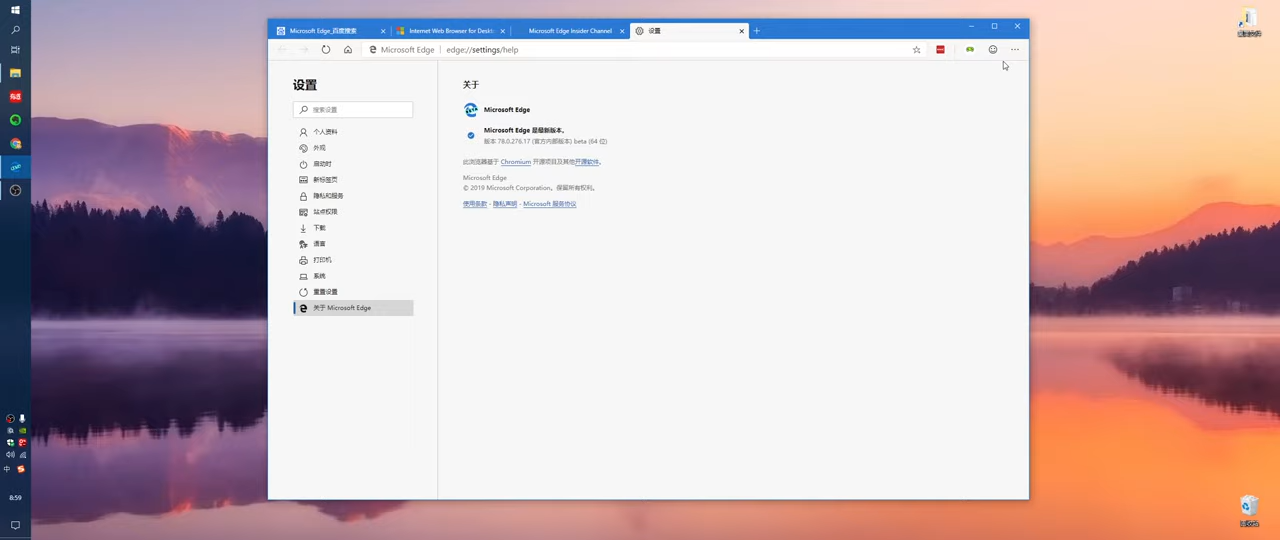 Microsoft Edge_百度搜索
Internet Web Browser for Deskt
Microsoft Edge Insider Channel
设置
Microsoft Edge
edge://settings/help
设置
搜索设置
个人资料
外观
启动时
新标签页
隐私和服务
站点权限
下载
语言
打印机
系统
重置设置
关于 Microsoft Edge
关于
Microsoft Edge
Microsoft Edge 是最新版本。
版本 78.0.276.17 (官方内部版本) beta (64 位)
此浏览器基于 Chromium 开源项目及其他开源软件。
Microsoft Edge
© 2019 Microsoft Corporation。保留所有权利。
使用条款 - 隐私声明 - Microsoft 服务协议
中
8:59
回收站